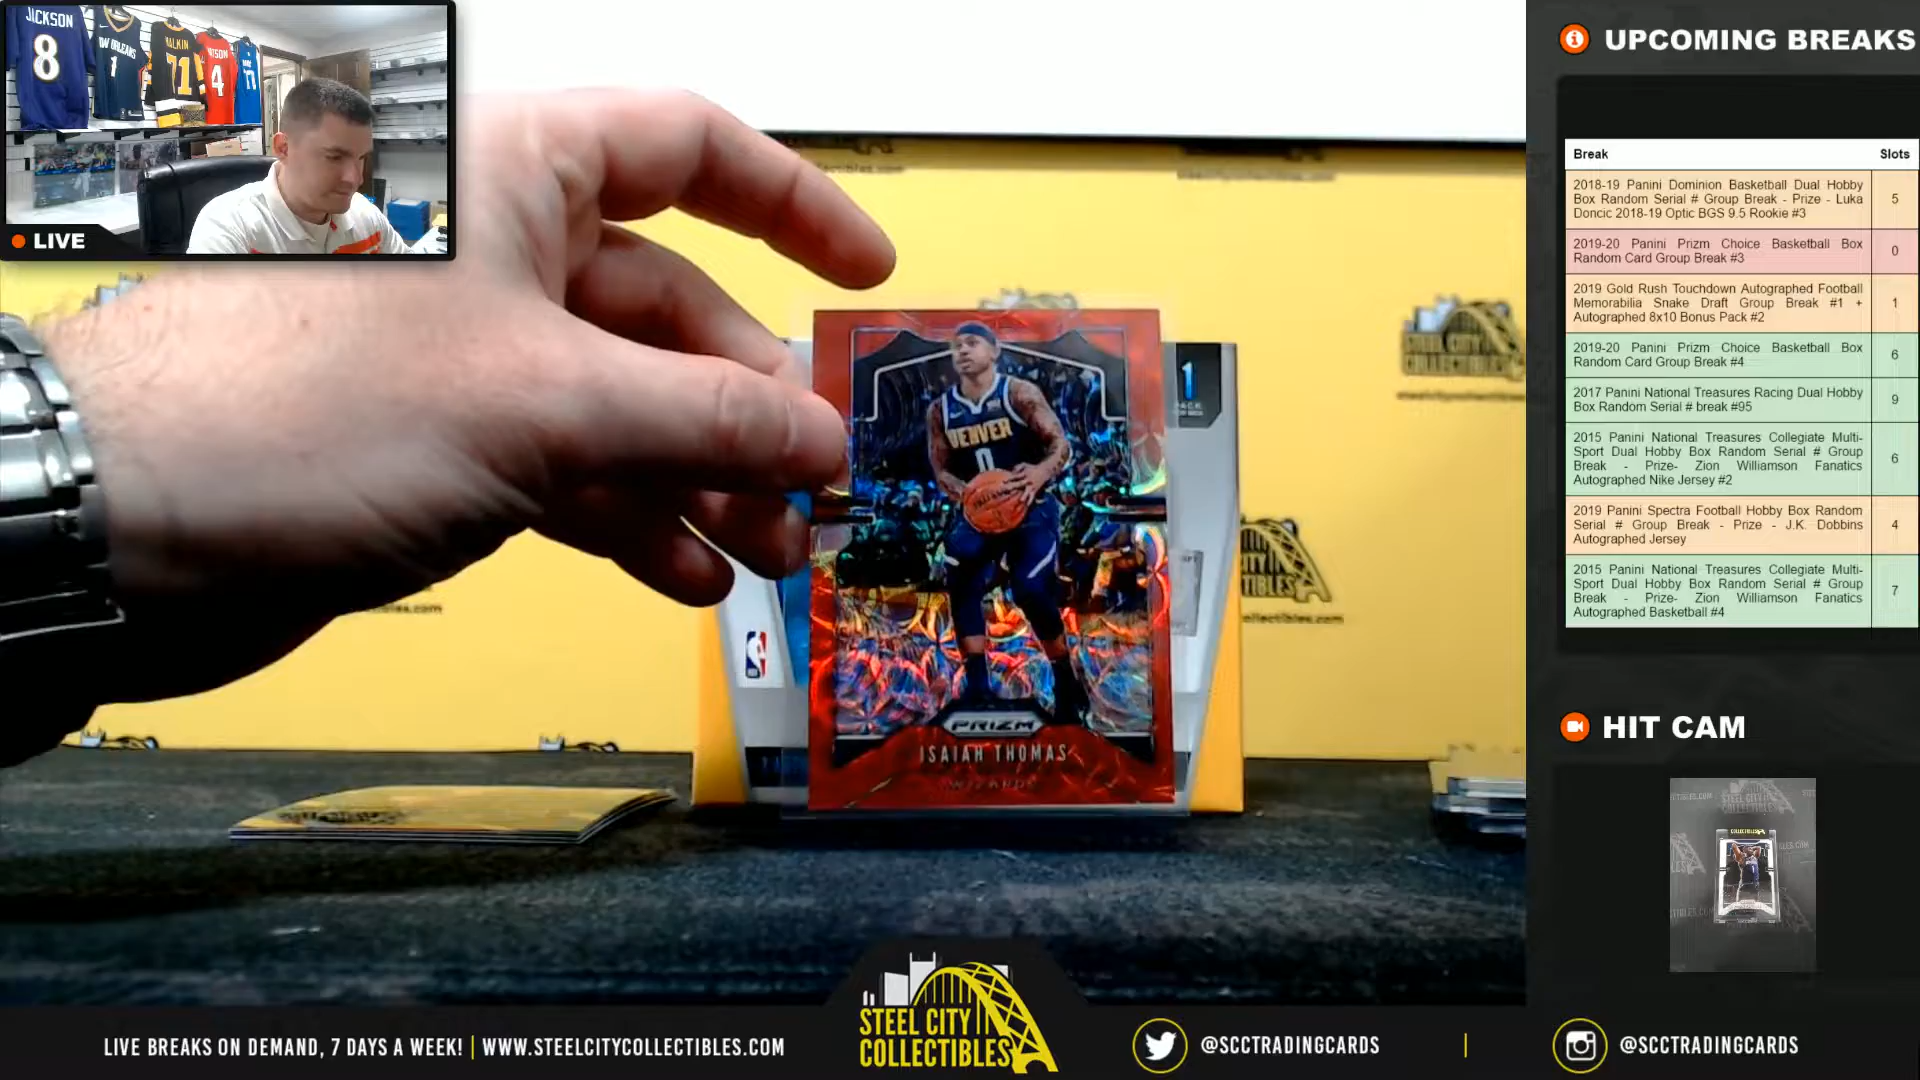 JACKSON
8
1
71
4
LIVE
DENVER
0
PRIZM
ISAIAH THOMAS
WIZARDS
1
UPCOMING BREAKS
Break Slots
2018-19 Panini Dominion Basketball Dual Hobby
Box Random Serial # Group Break - Prize - Luka
Doncic 2018-19 Optic BGS 9.5 Rookie #3
5
2019-20 Panini Prizm Choice Basketball Box
Random Card Group Break #3
0
2019 Gold Rush Touchdown Autographed Football
Memorabilia Snake Draft Group Break #1 +
Autographed 8x10 Bonus Pack #2
1
2019-20 Panini Prizm Choice Basketball Box
Random Card Group Break #4
6
2017 Panini National Treasures Racing Dual Hobby
Box Random Serial # break #95
9
2015 Panini National Treasures Collegiate Multi-
Sport Dual Hobby Box Random Serial # Group
Break - Prize- Zion Williamson Fanatics
Autographed Nike Jersey #2
6
2019 Panini Spectra Football Hobby Box Random
Serial # Group Break - Prize - J.K. Dobbins
Autographed Jersey
4
2015 Panini National Treasures Collegiate Multi-
Sport Dual Hobby Box Random Serial # Group
Break - Prize- Zion Williamson Fanatics
Autographed Basketball #4
7
HIT CAM
LIVE BREAKS ON DEMAND, 7 DAYS A WEEK! | WWW.STEELCITYCOLLECTIBLES.COM
STEEL CITY
COLLECTIBLES
@SCCTRADINGCARDS
@SCCTRADINGCARDS